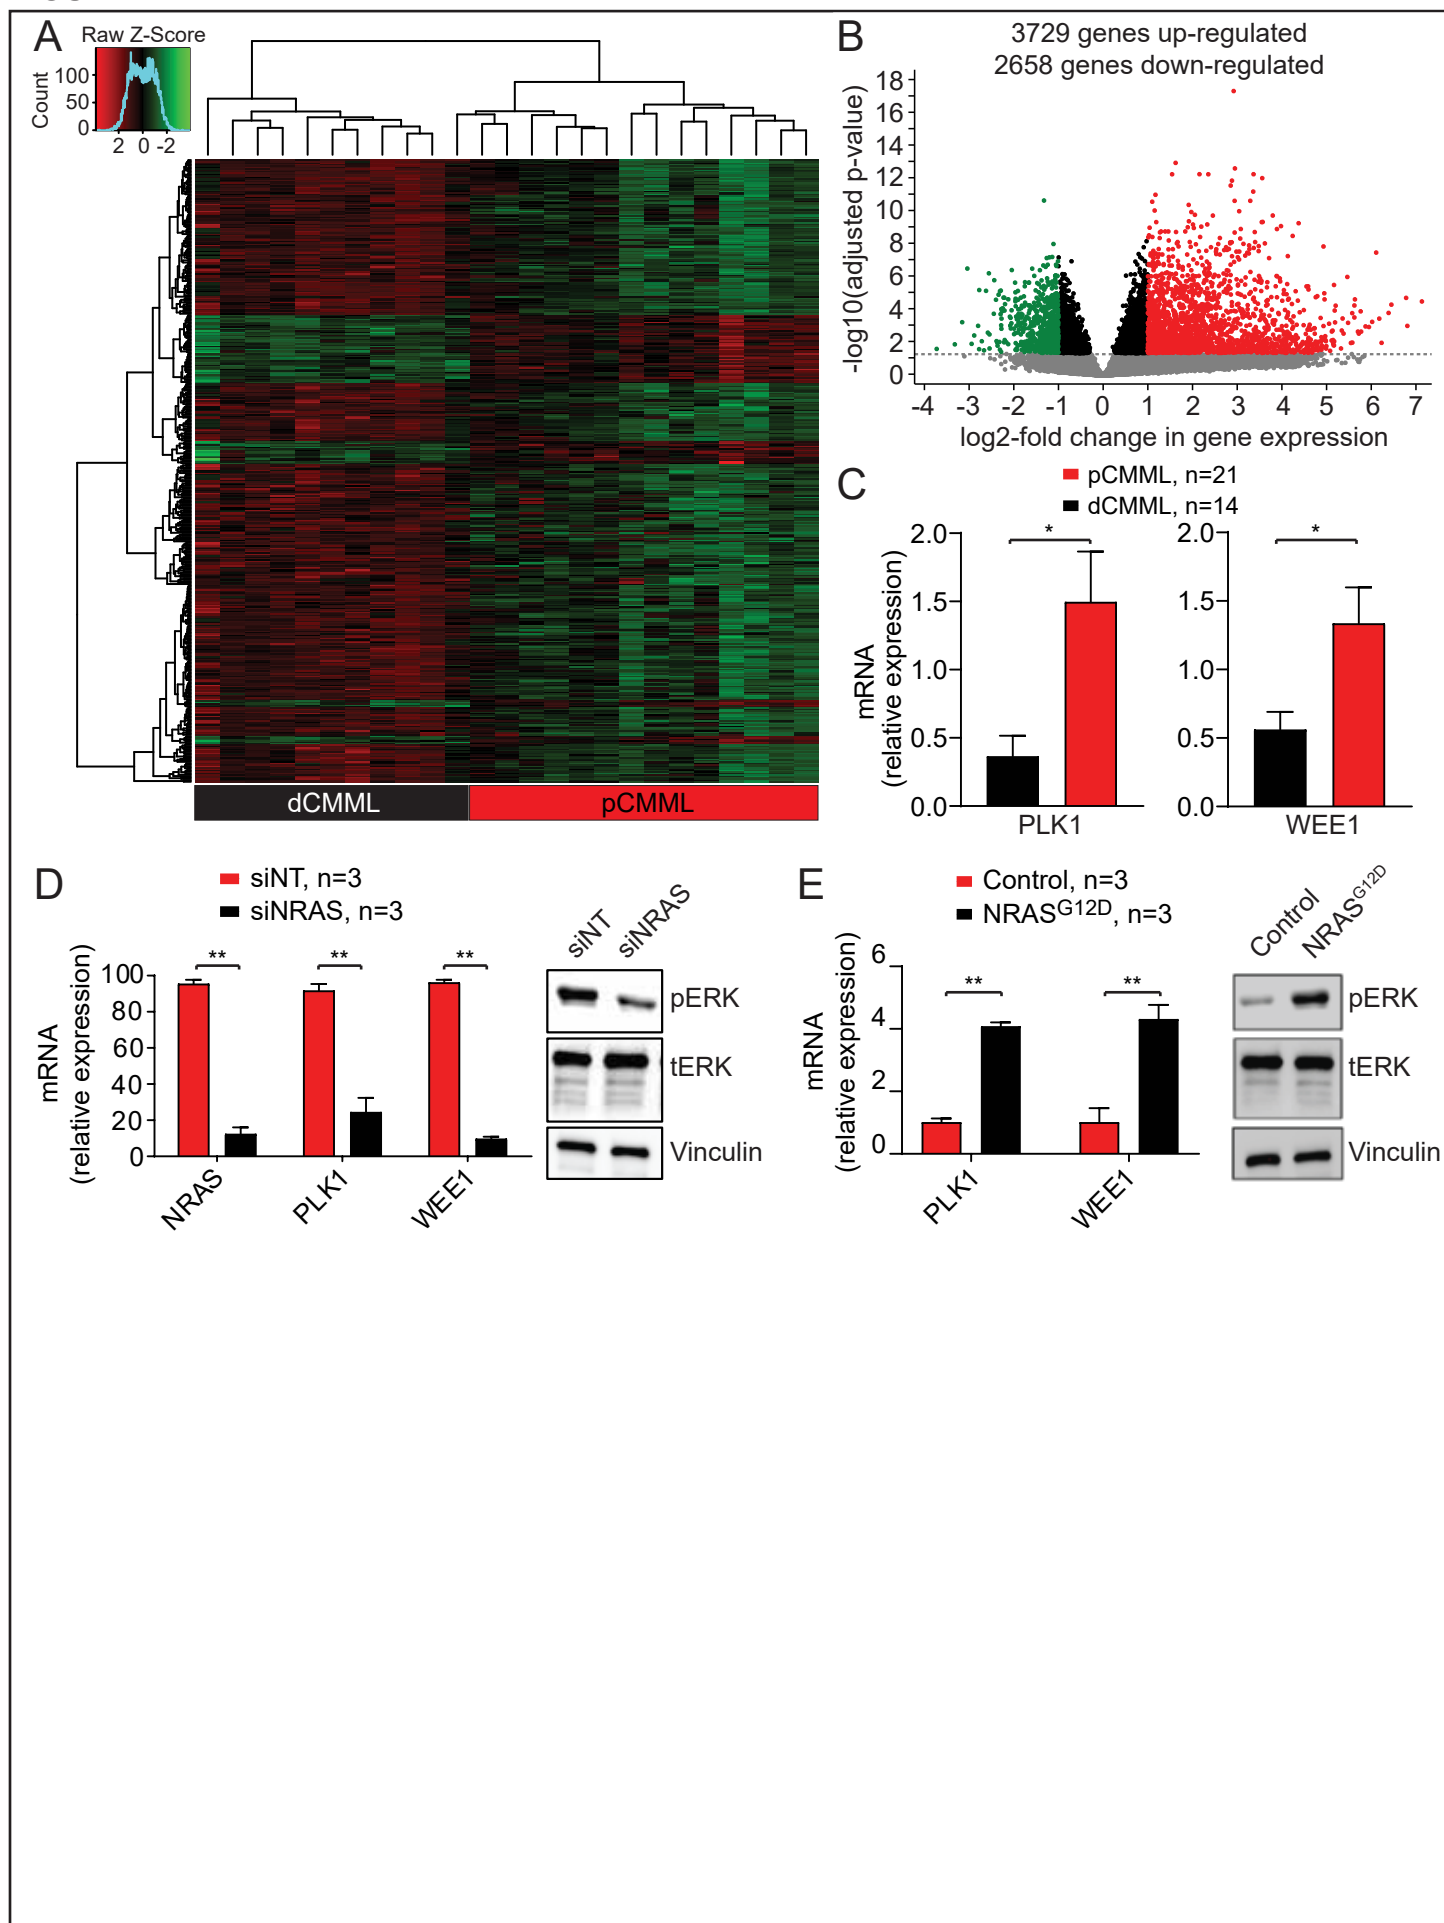 A
Raw Z-Score
Count
100
50
0
2 0 -2
dCMML
pCMML
B
3729 genes up-regulated
2658 genes down-regulated
-log10(adjusted p-value)
18
16
14
12
10
8
6
4
2
0
-4 -3 -2 -1 0 1 2 3 4 5 6 7
log2-fold change in gene expression
C
pCMML, n=21
dCMML, n=14
mRNA
(relative expression)
2.0
1.5
1.0
0.5
0.0
*
PLK1
2.0
1.5
1.0
0.5
0.0
*
WEE1
D
siNT, n=3
siNRAS, n=3
mRNA
(relative expression)
100
80
60
40
20
0
** ** **
NRAS
PLK1
WEE1
siNT
siNRAS
pERK
tERK
Vinculin
E
Control, n=3
NRASG12D, n=3
mRNA
(relative expression)
6
4
2
0
** **
PLK1
WEE1
Control
NRASG12D
pERK
tERK
Vinculin